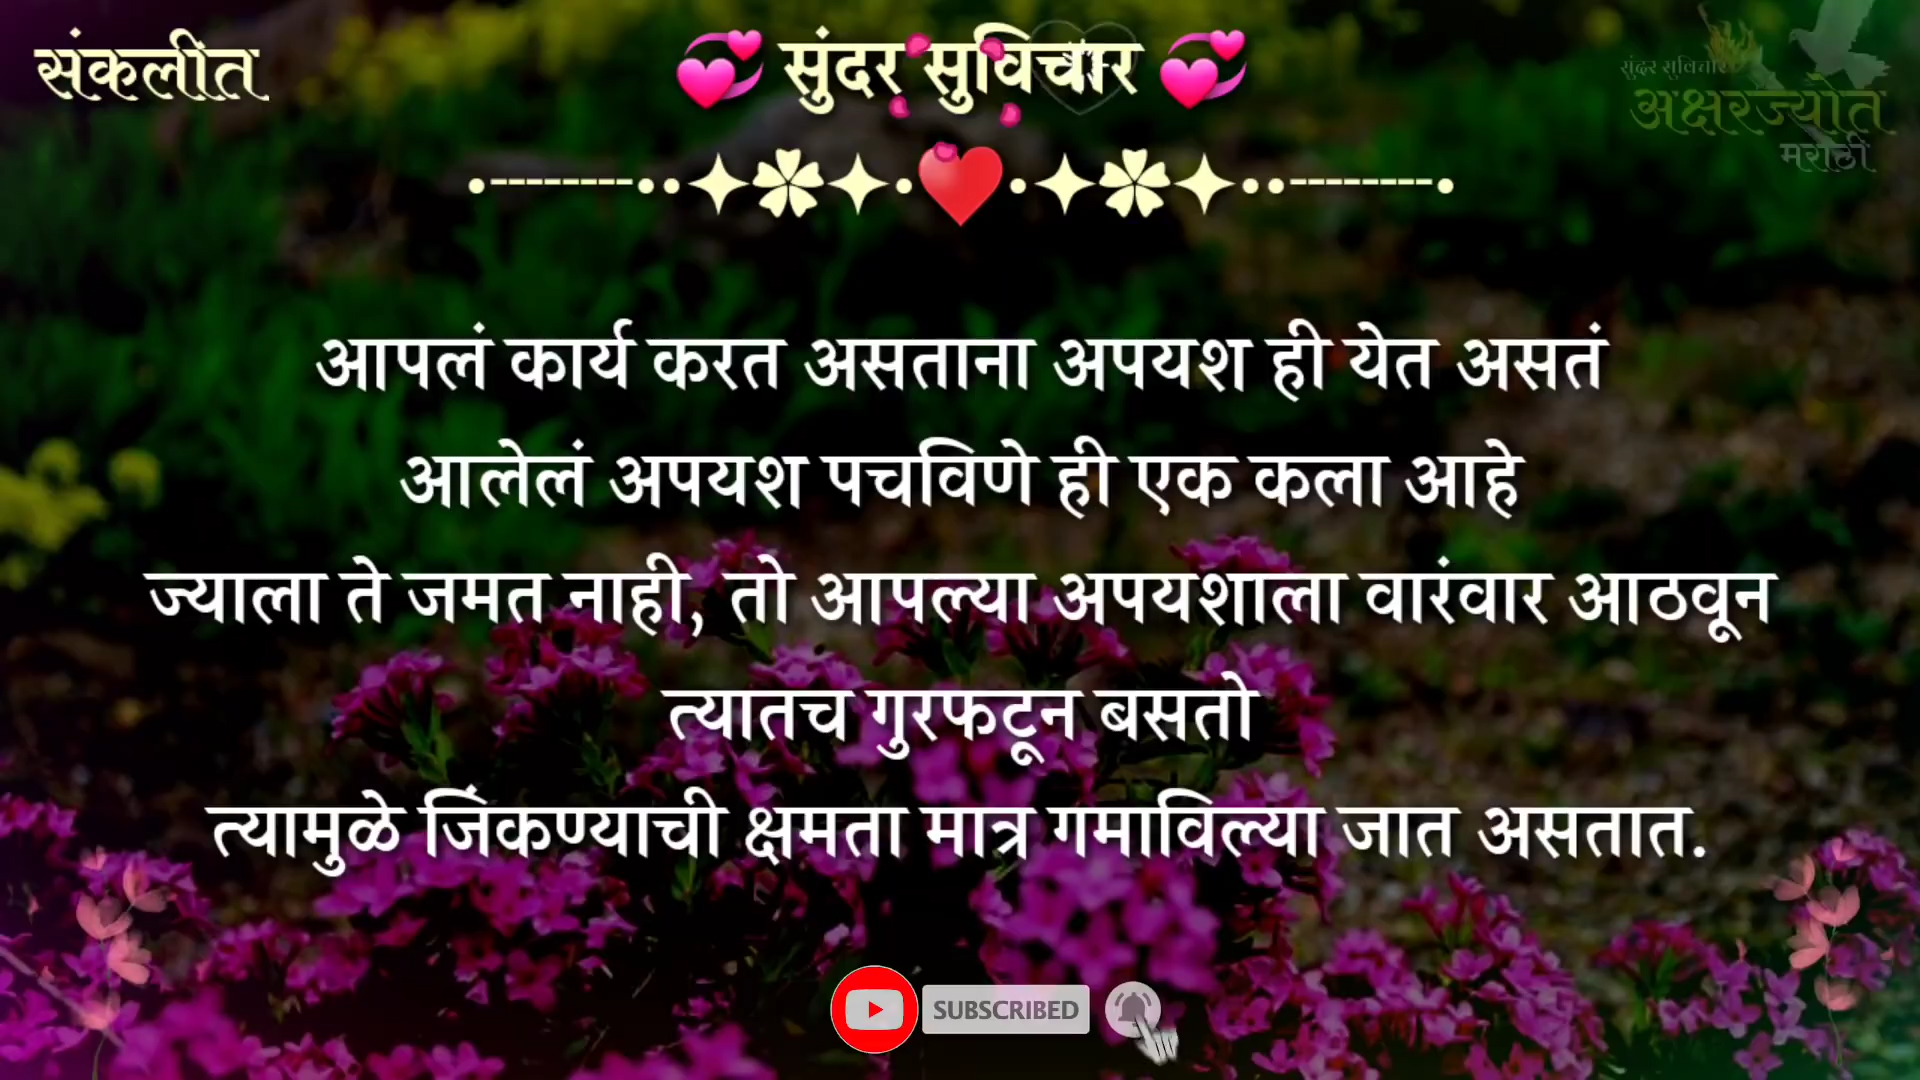 संकलीत
💞 सुंदर सुविचार 💞
•┈┈┈••✦✿✦•❤•✦✿✦••┈┈┈•
सुंदर सुविचार
अक्षरज्योत
मराठी
आपलं कार्य करत असताना अपयश ही येत असतं
आलेलं अपयश पचविणे ही एक कला आहे
ज्याला ते जमत नाही, तो आपल्या अपयशाला वारंवार आठवून
त्यातच गुरफटून बसतो
त्यामुळे जिंकण्याची क्षमता मात्र गमाविल्या जात असतात.
SUBSCRIBED